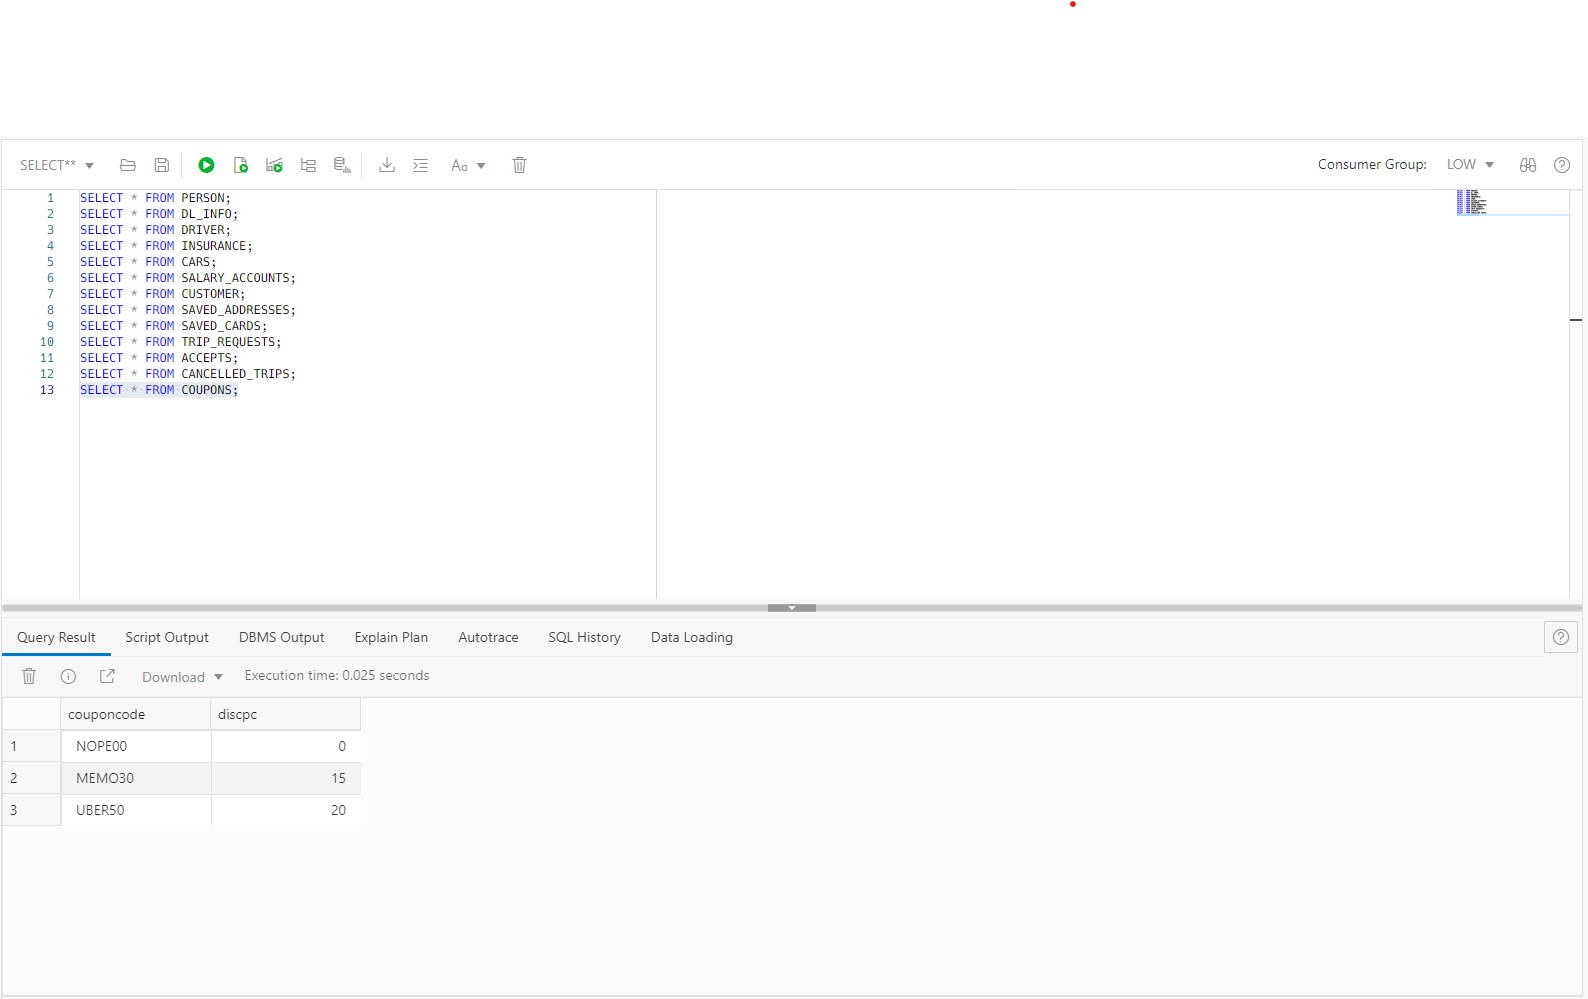 SELECT** Aa Consumer Group: LOW
1 SELECT * FROM PERSON;
2 SELECT * FROM DL_INFO;
3 SELECT * FROM DRIVER;
4 SELECT * FROM INSURANCE;
5 SELECT * FROM CARS;
6 SELECT * FROM SALARY_ACCOUNTS;
7 SELECT * FROM CUSTOMER;
8 SELECT * FROM SAVED_ADDRESSES;
9 SELECT * FROM SAVED_CARDS;
10 SELECT * FROM TRIP_REQUESTS;
11 SELECT * FROM ACCEPTS;
12 SELECT * FROM CANCELLED_TRIPS;
13 SELECT * FROM COUPONS;
Query Result Script Output DBMS Output Explain Plan Autotrace SQL History Data Loading
Download Execution time: 0.025 seconds
couponcode discpc
1 NOPE00 0
2 MEMO30 15
3 UBER50 20